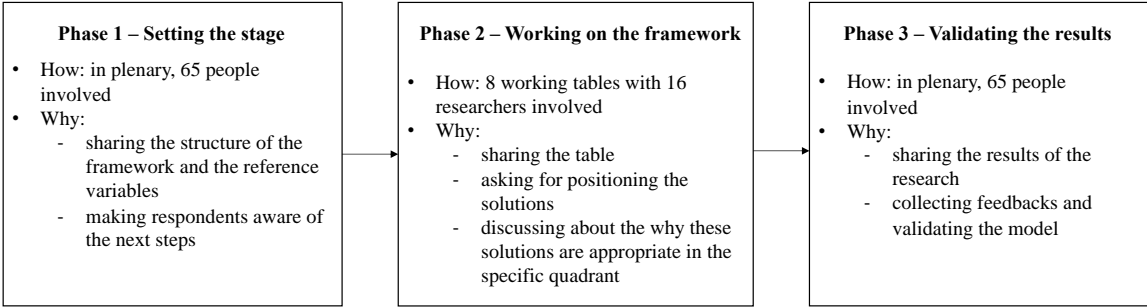 Phase 1 – Setting the stage
• How: in plenary, 65 people
involved
• Why:
- sharing the structure of the
framework and the reference
variables
- making respondents aware of
the next steps
Phase 2 – Working on the framework
• How: 8 working tables with 16
researchers involved
• Why:
- sharing the table
- asking for positioning the
solutions
- discussing about the why these
solutions are appropriate in the
specific quadrant
Phase 3 – Validating the results
• How: in plenary, 65 people
involved
• Why:
- sharing the results of the
research
- collecting feedbacks and
validating the model